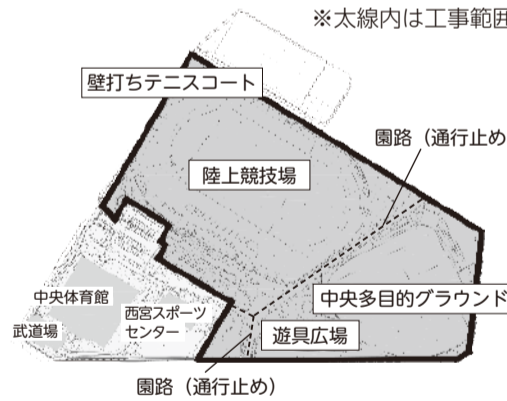 ※太線内は工事範囲
壁打ちテニスコート
園路（通行止め
陸上競技場
中央多目的グラウンド
中央体育館
西宮スポーツ
センター
武道場
遊具広場
園路（通行止め）